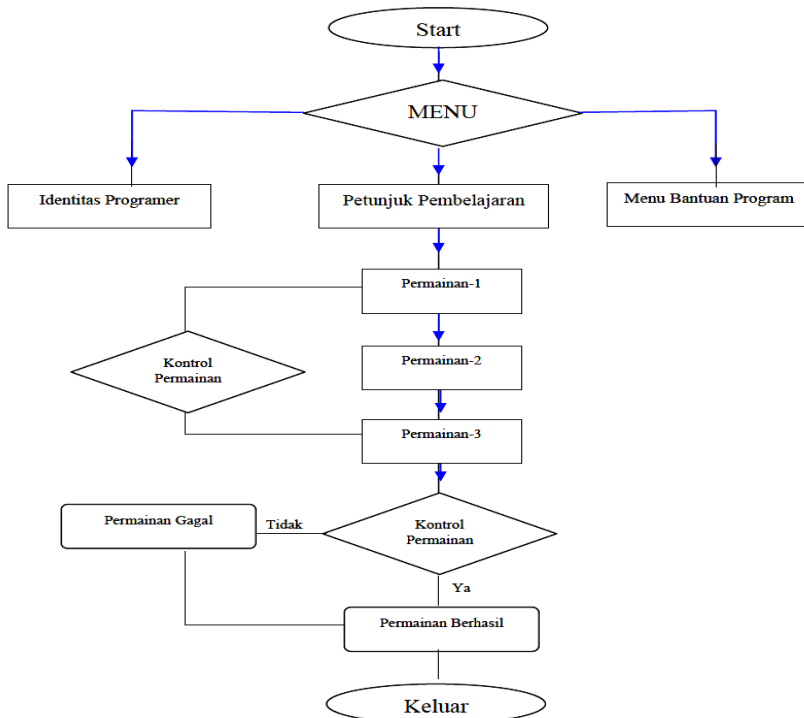 Start
MENU
Identitas Programer
Petunjuk Pembelajaran
Menu Bantuan Program
Permainan-1
Kontrol
Permainan
Permainan-2
Permainan-3
Permainan Gagal
Tidak
Kontrol
Permainan
Ya
Permainan Berhasil
Keluar